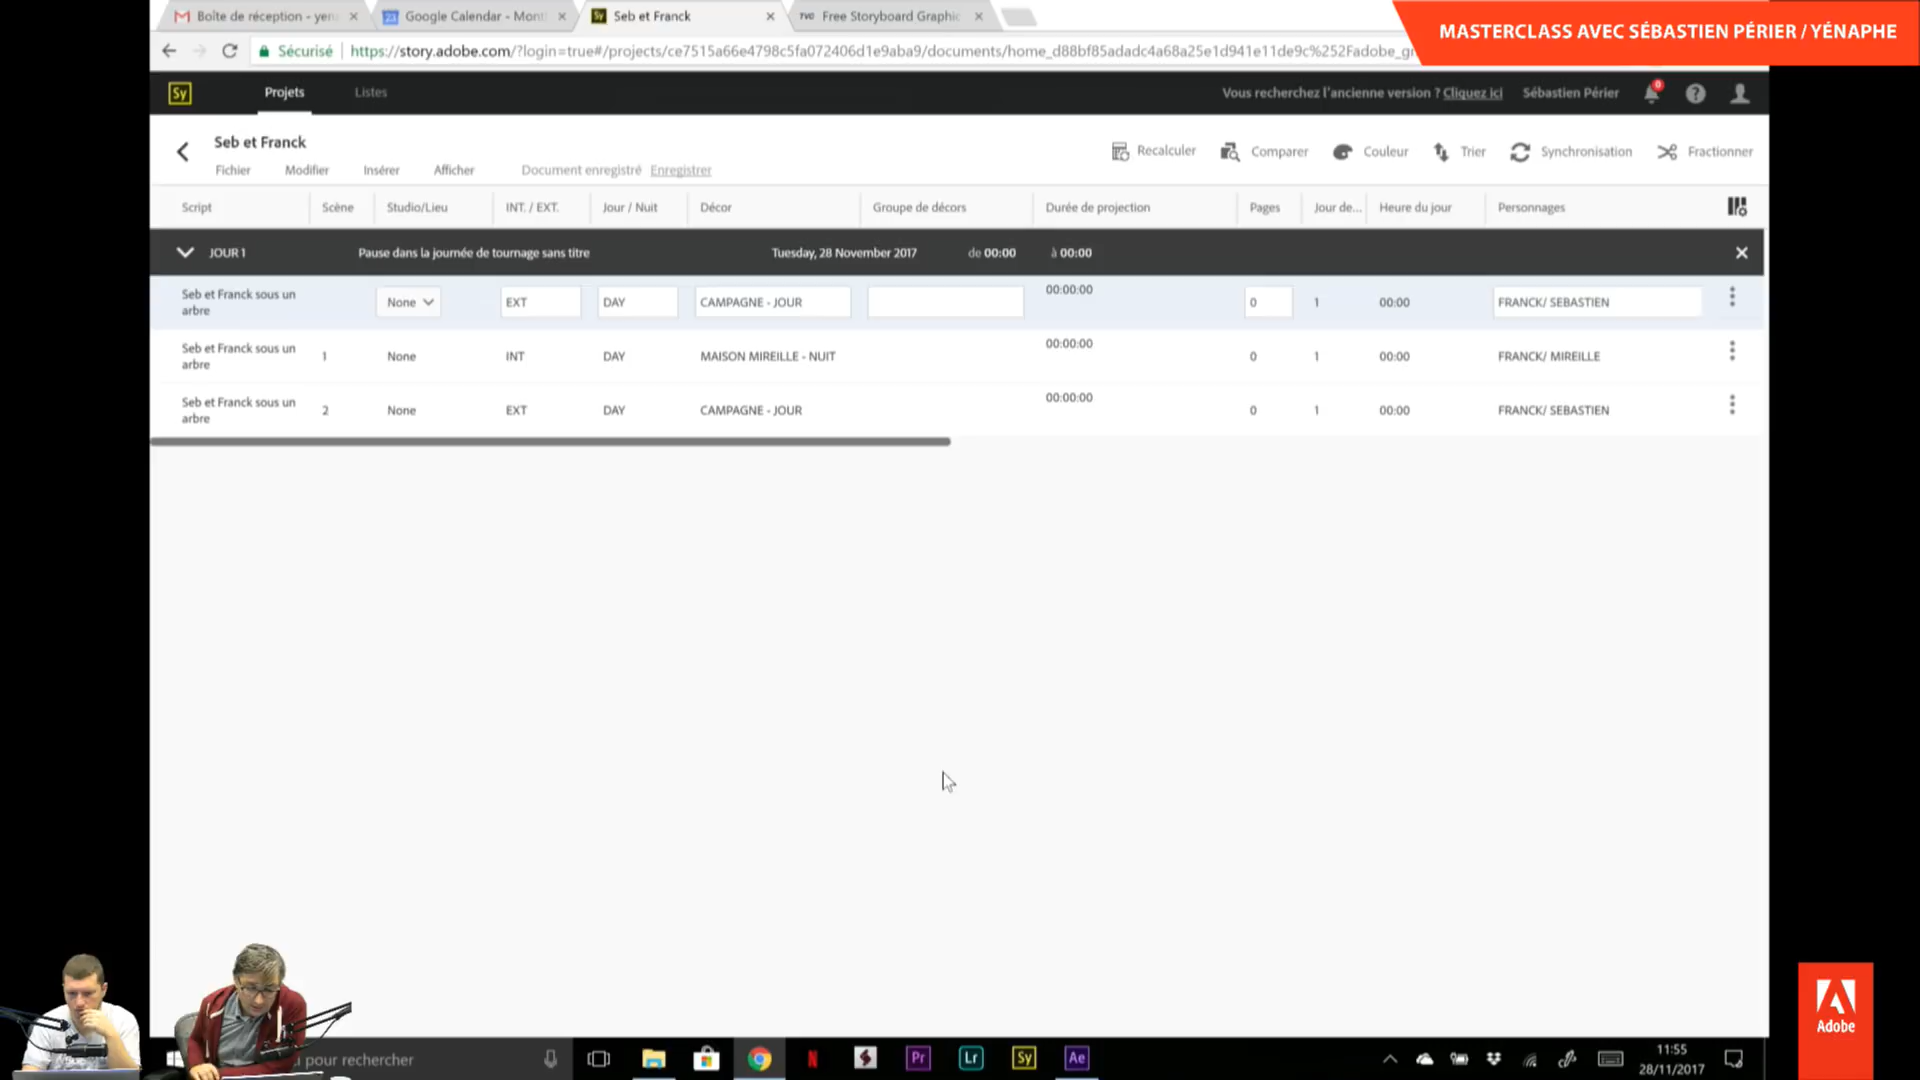 Boîte de réception - yen
Google Calendar - Mont
Seb et Franck
Free Storyboard Graphic
MASTERCLASS AVEC SÉBASTIEN PÉRIER / YÉNAPHE
Sécurisé
https://story.adobe.com/?login=true#/projects/ce7515a66e4798c5fa072406d1e9aba9/documents/home_d88bf85adadc4a68a25e1d941e11de9c%252Fadobe_gr
Sy
Projets
Listes
Vous recherchez l'ancienne version ? Cliquez ici
Sébastien Périer
0
Seb et Franck
Fichier
Modifier
Insérer
Afficher
Document enregistré
Enregistrer
Recalculer
Comparer
Couleur
Trier
Synchronisation
Fractionner
Script
Scène
Studio/Lieu
INT. / EXT.
Jour / Nuit
Décor
Groupe de décors
Durée de projection
Pages
Jour de...
Heure du jour
Personnages
JOUR 1
Pause dans la journée de tournage sans titre
Tuesday, 28 November 2017
de 00:00
à 00:00
Seb et Franck sous un
arbre
None
EXT
DAY
CAMPAGNE - JOUR
00:00:00
0
1
00:00
FRANCK/ SEBASTIEN
Seb et Franck sous un
arbre
1
None
INT
DAY
MAISON MIREILLE - NUIT
00:00:00
0
1
00:00
FRANCK/ MIREILLE
Seb et Franck sous un
arbre
2
None
EXT
DAY
CAMPAGNE - JOUR
00:00:00
0
1
00:00
FRANCK/ SEBASTIEN
Adobe
pour rechercher
Pr
Lr
Sy
Ae
11:55
28/11/2017